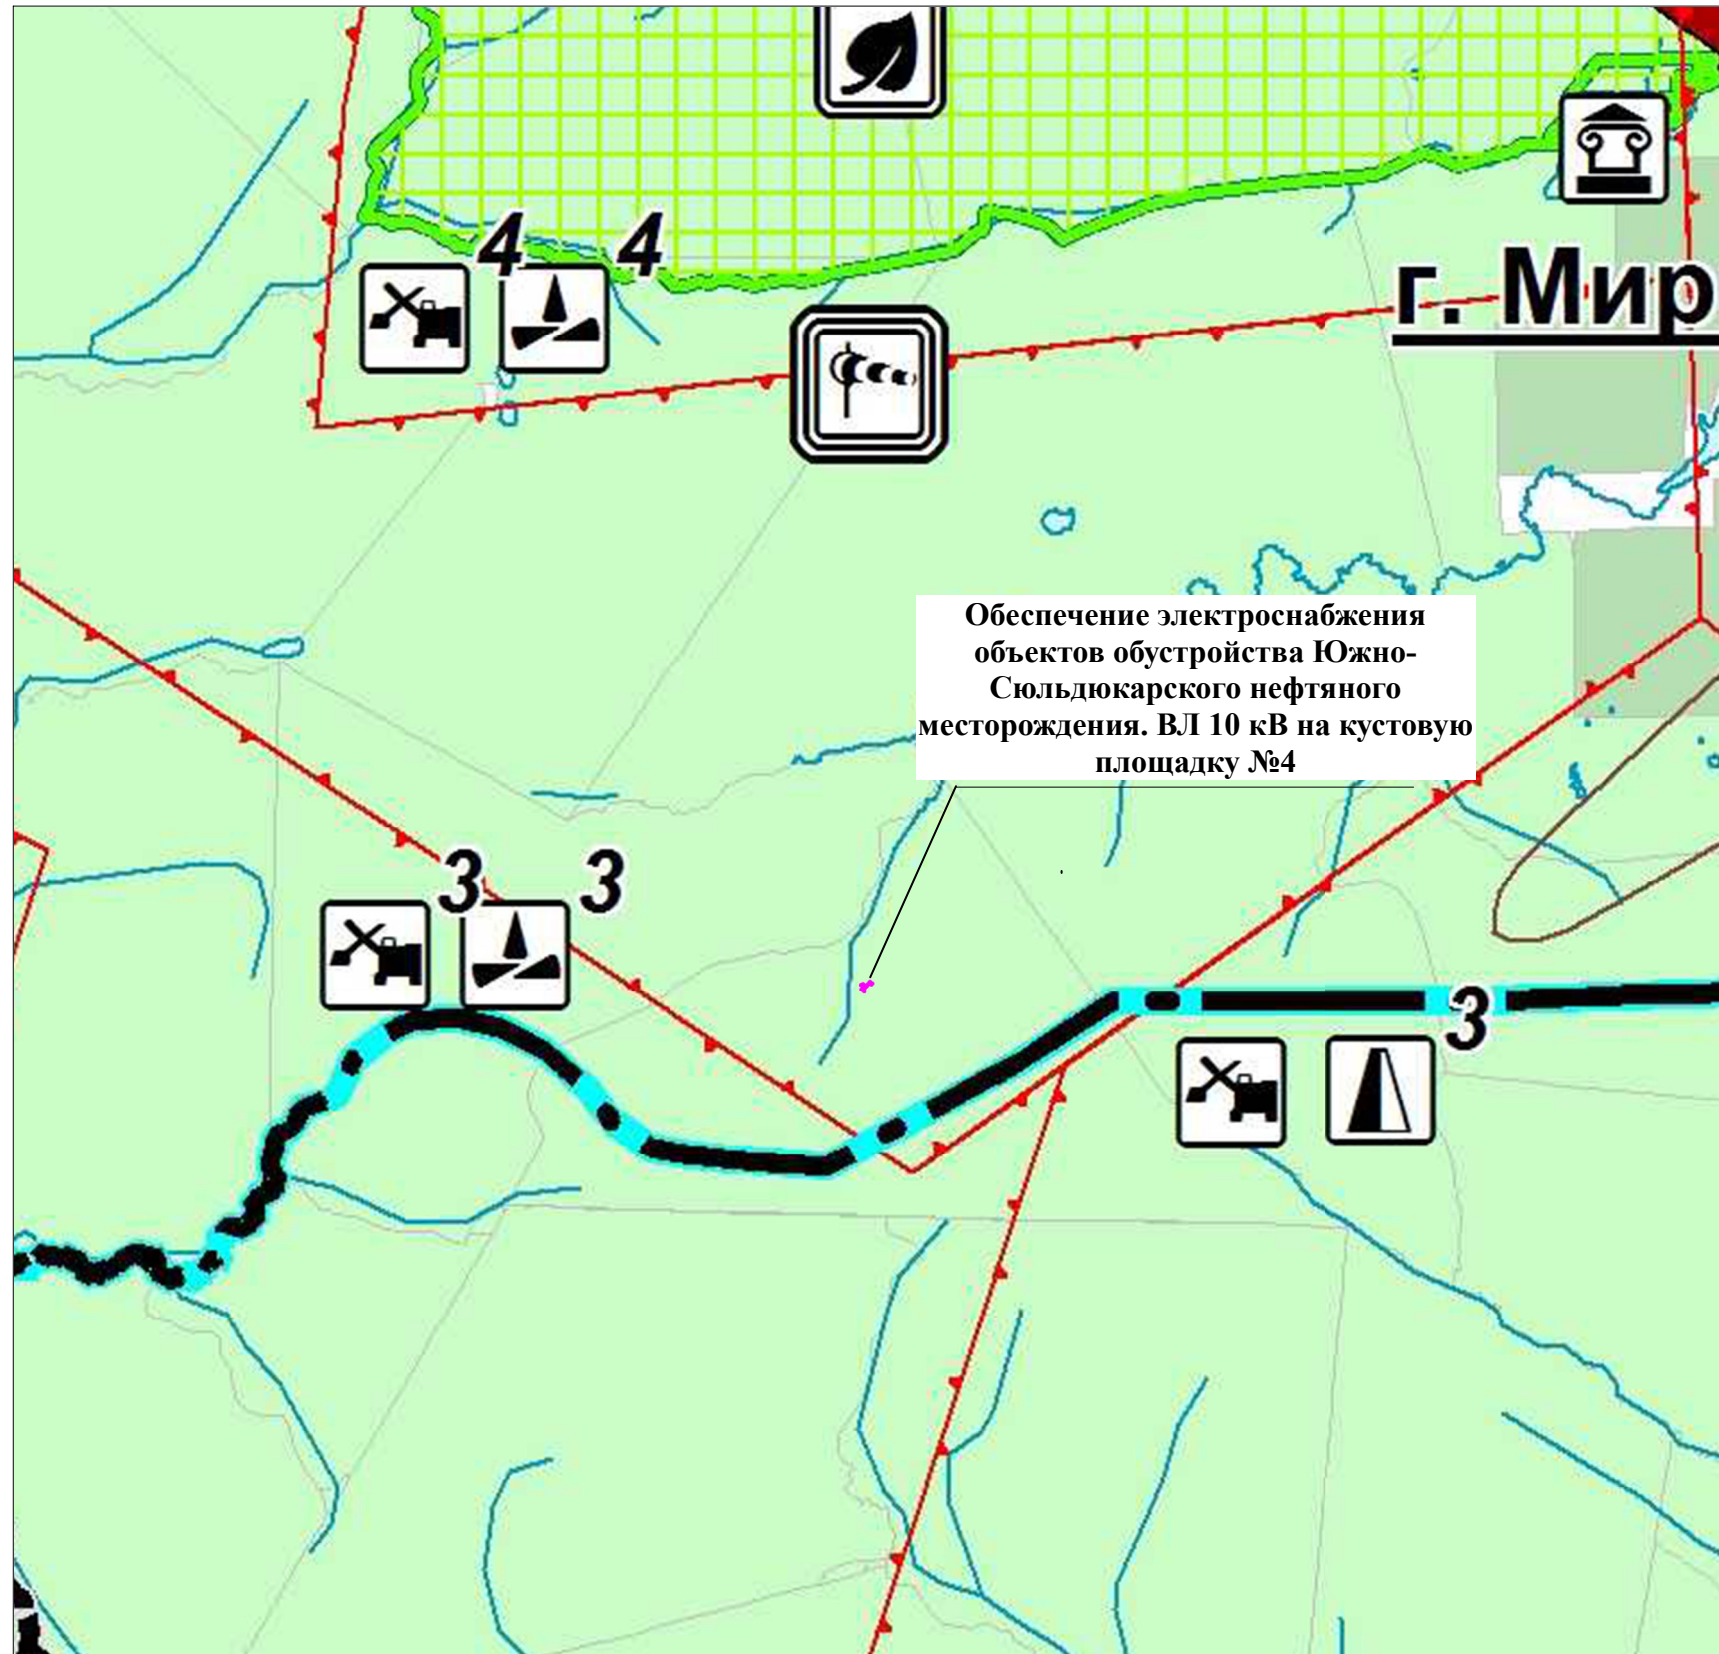 4 4
г. Мир
Обеспечение электроснабжения
объектов обустройства Южно-
Сюльдюкарского нефтяного
месторождения. ВЛ 10 кВ на кустовую
площадку №4
3 3
3